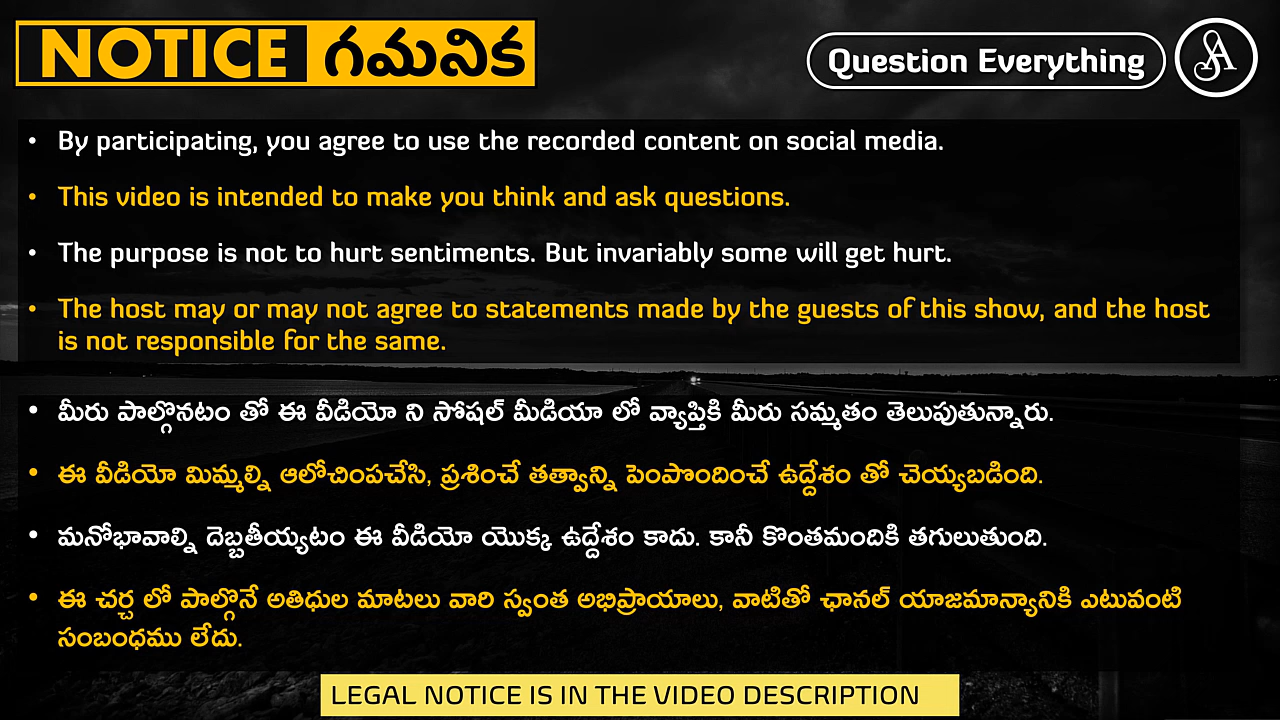 NOTICE గమనిక
Question Everything
• By participating, you agree to use the recorded content on social media.
• This video is intended to make you think and ask questions.
• The purpose is not to hurt sentiments. But invariably some will get hurt.
• The host may or may not agree to statements made by the guests of this show, and the host
is not responsible for the same.
• మీరు పాల్గొనటం తో ఈ వీడియో ని సోషల్ మీడియా లో వ్యాప్తికి మీరు సమ్మతం తెలుపుతున్నారు.
• ఈ వీడియో మిమ్మల్ని ఆలోచింపచేసి, ప్రశించే తత్వాన్ని పెంపొందించే ఉద్దేశం తో చెయ్యబడింది.
• మనోభావాల్ని దెబ్బతీయ్యటం ఈ వీడియో యొక్క ఉద్దేశం కాదు. కానీ కొంతమందికి తగులుతుంది.
• ఈ చర్చ లో పాల్గొనే అతిధుల మాటలు వారి స్వంత అభిప్రాయాలు, వాటితో ఛానల్ యాజమాన్యానికి ఎటువంటి
సంబంధము లేదు.
LEGAL NOTICE IS IN THE VIDEO DESCRIPTION